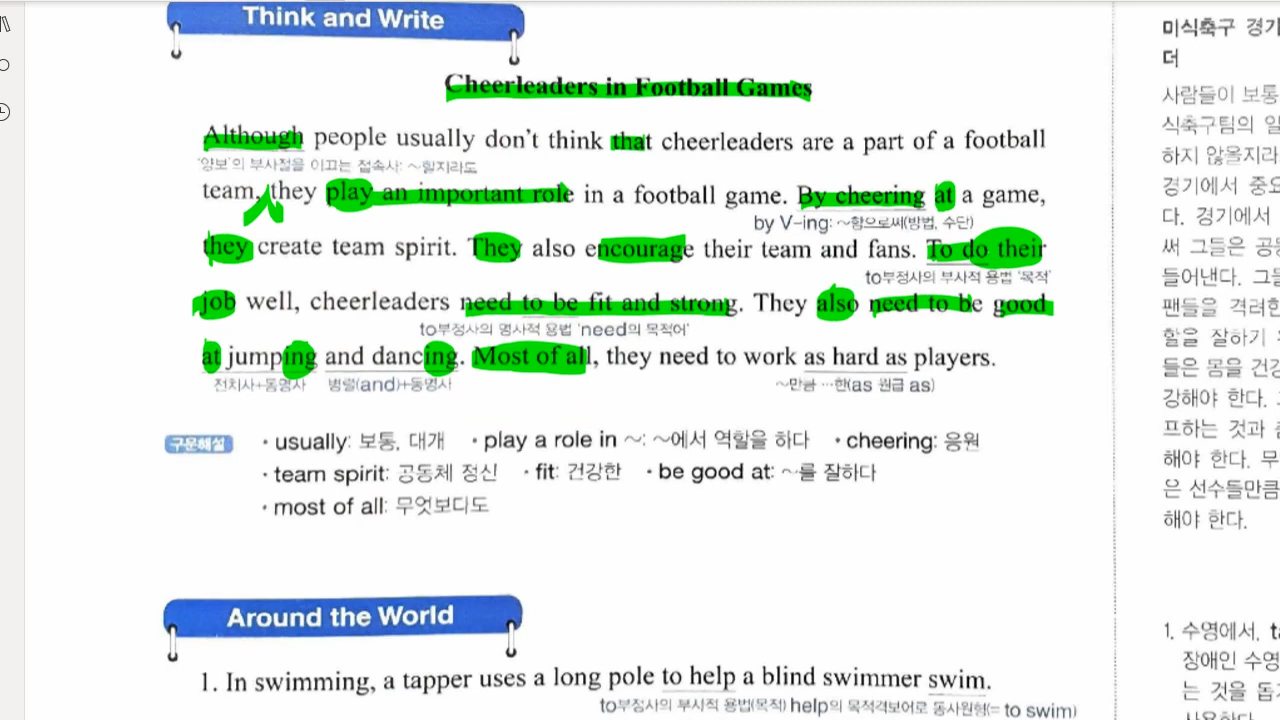 Think and Write
Cheerleaders in Football Games
Although people usually don't think that cheerleaders are a part of a football
'양보'의 부사절을 이끄는 접속사: ~할지라도
team, they play an important role in a football game. By cheering at a game,
by V-ing: ~함으로써(방법, 수단)
they create team spirit. They also encourage their team and fans. To do their
to부정사의 부사적 용법 '목적'
job well, cheerleaders need to be fit and strong. They also need to be good
to부정사의 명사적 용법 'need의 목적어'
at jumping and dancing. Most of all, they need to work as hard as players.
전치사+동명사 병렬(and)+동명사 ~만큼 …한(as 원급 as)
구문해설 • usually: 보통, 대개 • play a role in ~: ~에서 역할을 하다 • cheering: 응원
• team spirit: 공동체 정신 • fit: 건강한 • be good at: ~를 잘하다
• most of all: 무엇보다도
Around the World
1. In swimming, a tapper uses a long pole to help a blind swimmer swim.
to부정사의 부사적 용법(목적) help의 목적격보어로 동사원형(= to swim)
미식축구 경기
더
사람들이 보통
식축구팀의 일
하지 않을지라
경기에서 중요
다. 경기에서
써 그들은 공동
들어낸다. 그들
팬들을 격려한
할을 잘하기
들은 몸을 건강
강해야 한다.
프하는 것과
해야 한다. 무
은 선수들만큼
해야 한다.
1. 수영에서, ta
장애인 수영
는 것을 돕기
사용한다.